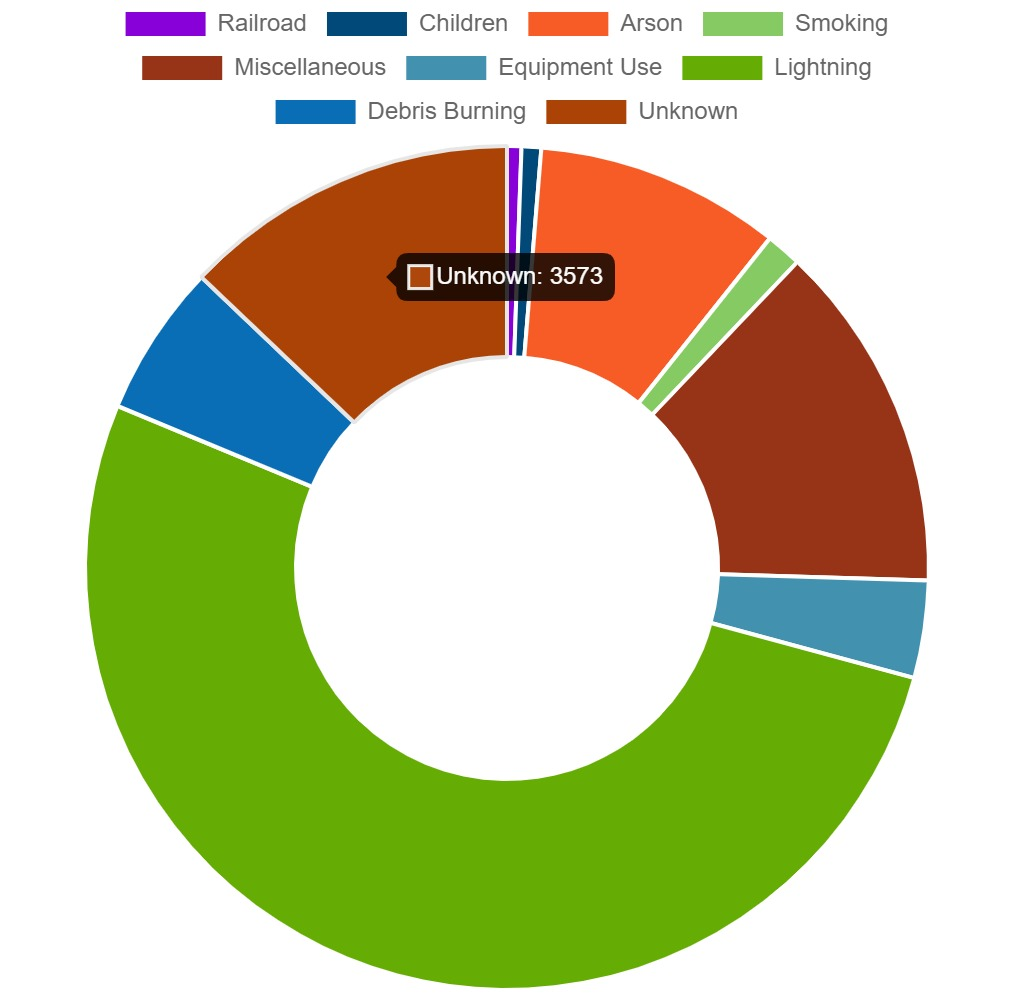 Railroad Children Arson Smoking
Miscellaneous Equipment Use Lightning
Debris Burning Unknown
Unknown: 3573